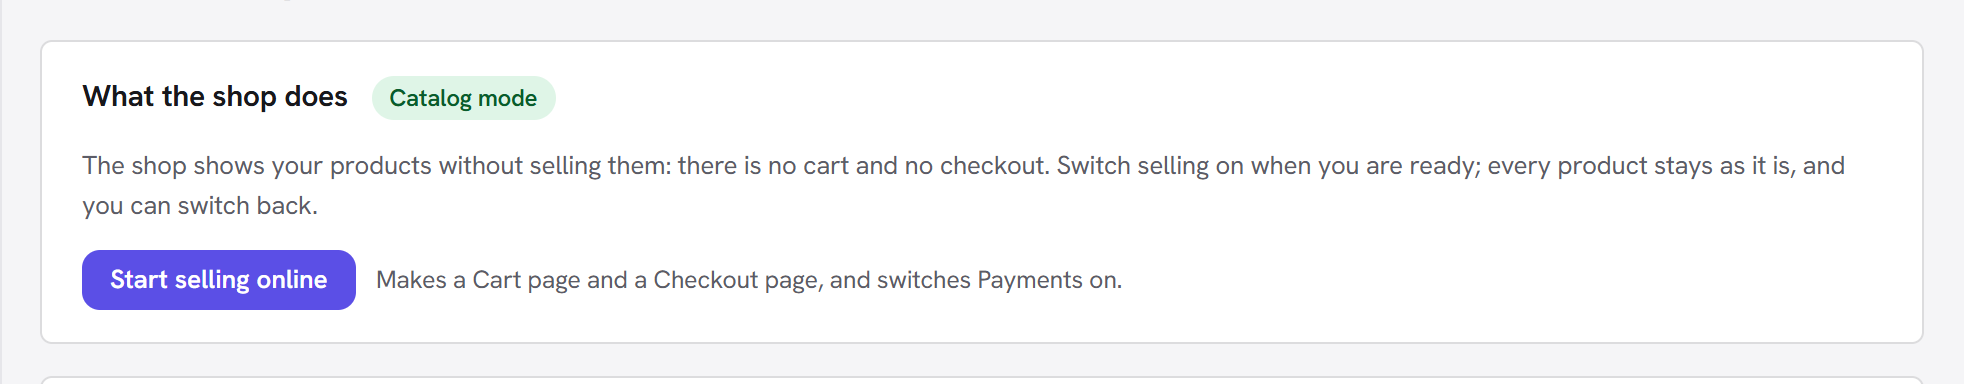 What the shop does
Catalog mode
The shop shows your products without selling them: there is no cart and no checkout. Switch selling on when you are ready; every product stays as it is, and
you can switch back.
Start selling online
Makes a Cart page and a Checkout page, and switches Payments on.